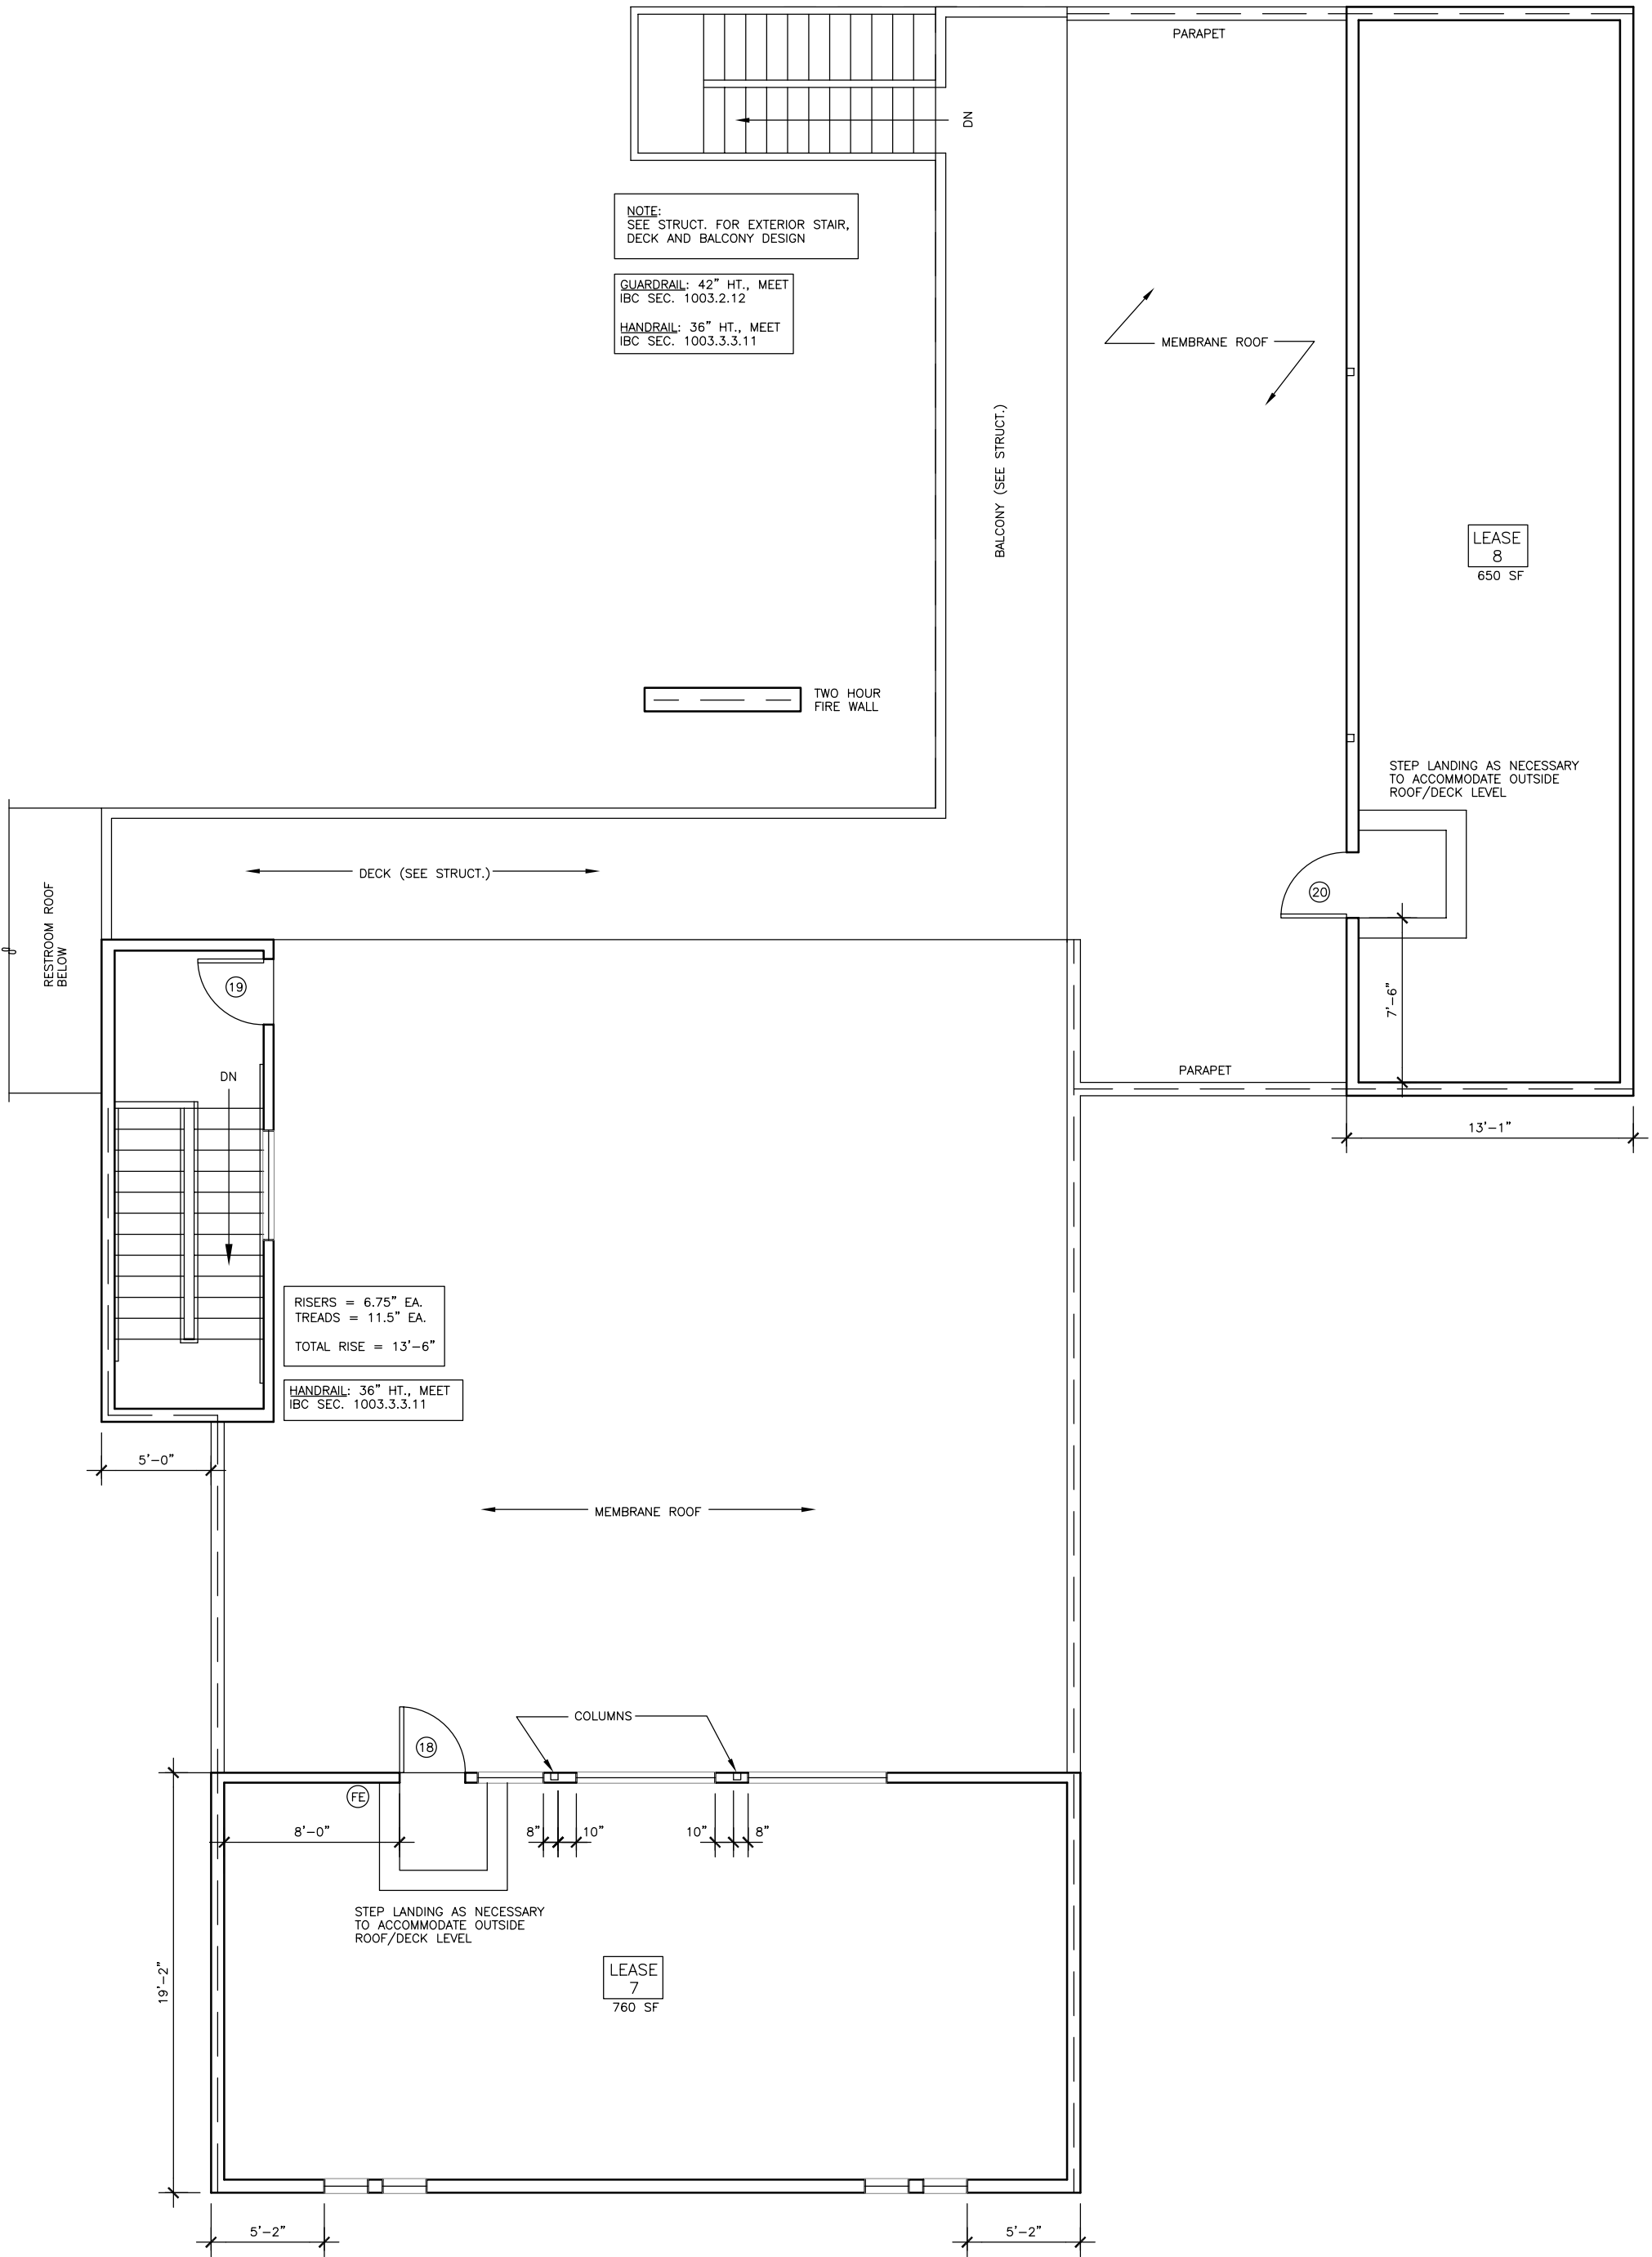 PARAPET
DN
NOTE:
SEE STRUCT. FOR EXTERIOR STAIR,
DECK AND BALCONY DESIGN
GUARDRAIL: 42" HT., MEET
IBC SEC. 1003.2.12
HANDRAIL: 36" HT., MEET
IBC SEC. 1003.3.3.11
MEMBRANE ROOF
BALCONY (SEE STRUCT.)
LEASE
8
650 SF
TWO HOUR
FIRE WALL
STEP LANDING AS NECESSARY
TO ACCOMMODATE OUTSIDE
ROOF/DECK LEVEL
DECK (SEE STRUCT.)
20
RESTROOM ROOF
BELOW
19
7'-6"
DN
PARAPET
13'-1"
RISERS = 6.75" EA.
TREADS = 11.5" EA.
TOTAL RISE = 13'-6"
HANDRAIL: 36" HT., MEET
IBC SEC. 1003.3.3.11
5'-0"
MEMBRANE ROOF
COLUMNS
18
FE
8'-0"
8"
10"
10"
8"
STEP LANDING AS NECESSARY
TO ACCOMMODATE OUTSIDE
ROOF/DECK LEVEL
LEASE
7
760 SF
19'-2"
5'-2"
5'-2"